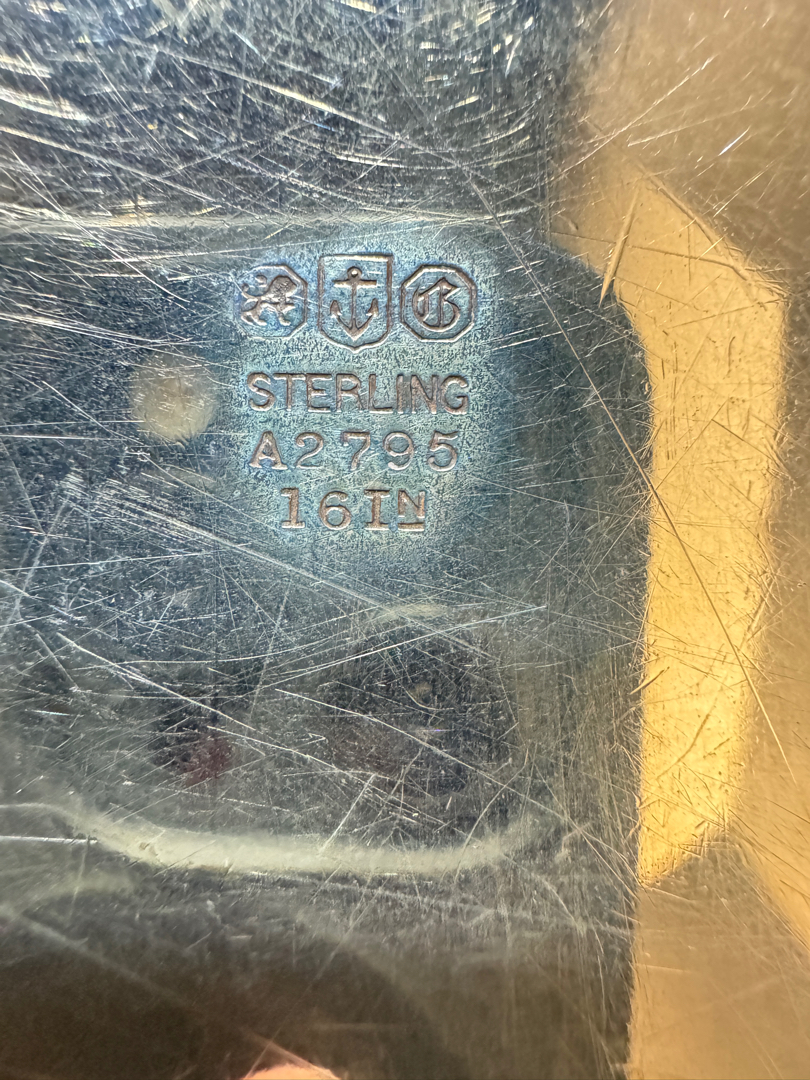 G
STERLING
A2795
16IN